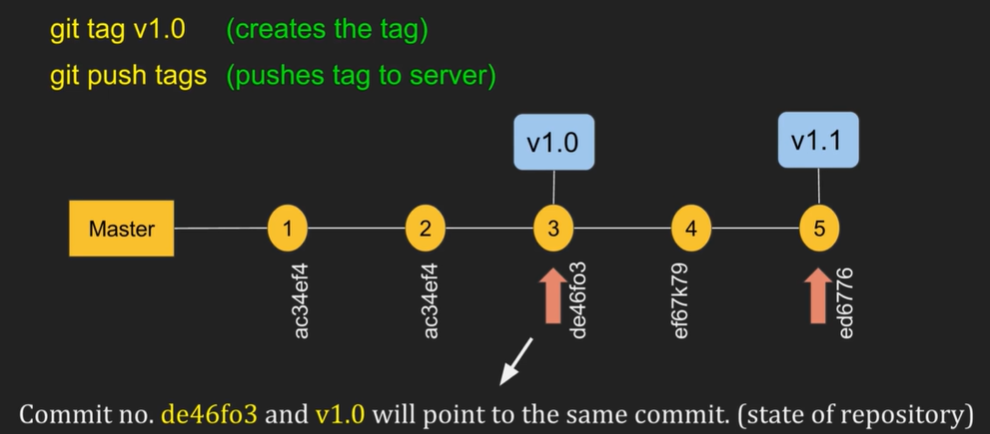 git tag v1.0 (creates the tag)
git push tags (pushes tag to server)
v1.0
v1.1
Master
1
2
3
4
5
ac34ef4
ac34ef4
de46fo3
ef67k79
ed6776
Commit no. de46fo3 and v1.0 will point to the same commit. (state of repository)